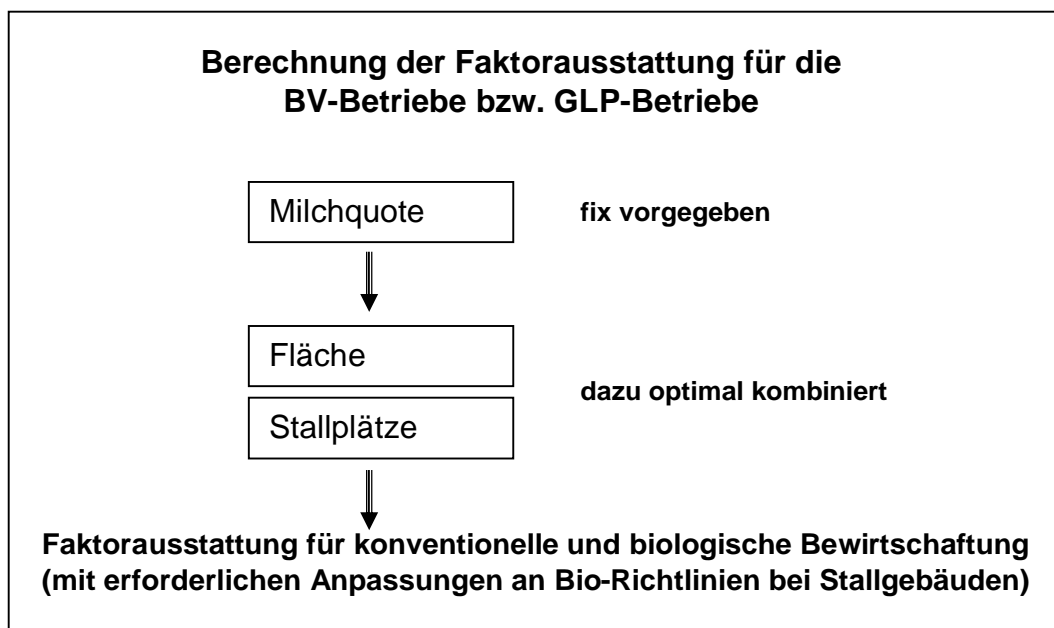 Berechnung der Faktorausstattung für die
BV-Betriebe bzw. GLP-Betriebe
Milchquote
fix vorgegeben
Fläche
dazu optimal kombiniert
Stallplätze
Faktorausstattung für konventionelle und biologische Bewirtschaftung
(mit erforderlichen Anpassungen an Bio-Richtlinien bei Stallgebäuden)